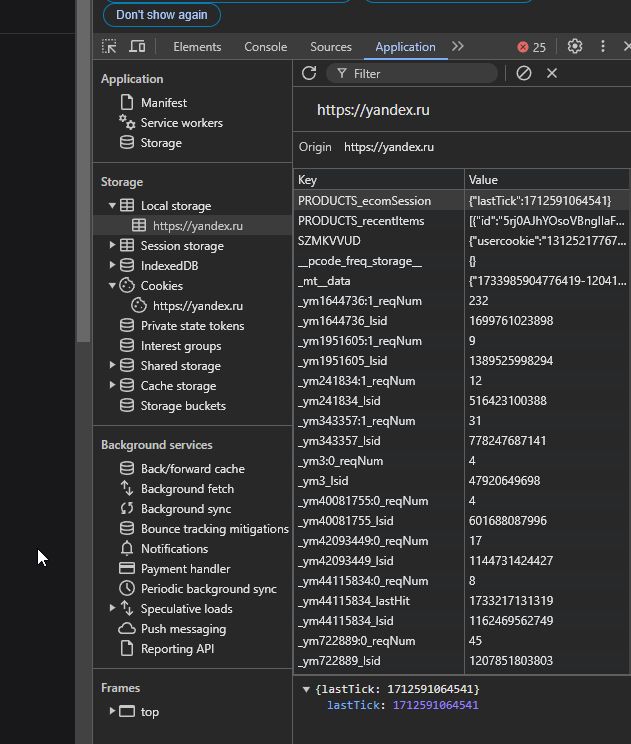 Don't show again
Elements Console Sources Application 25
Application
Manifest
Service workers
Storage
Storage
Local storage
https://yandex.ru
Session storage
IndexedDB
Cookies
https://yandex.ru
Private state tokens
Interest groups
Shared storage
Cache storage
Storage buckets
Background services
Back/forward cache
Background fetch
Background sync
Bounce tracking mitigations
Notifications
Payment handler
Periodic background sync
Speculative loads
Push messaging
Reporting API
Frames
top
Filter
https://yandex.ru
Origin https://yandex.ru
Key Value
PRODUCTS_ecomSession {"lastTick":1712591064541}
PRODUCTS_recentItems [{"id":"5rj0AJhYOsoVBngIlaF...
SZMKVVUD {"usercookie":"13125217767...
__pcode_freq_storage__ {}
_mt__data {"1733985904776419-12041...
_ym1644736:1_reqNum 232
_ym1644736_lsid 1699761023898
_ym1951605:1_reqNum 9
_ym1951605_lsid 1389525998294
_ym241834:1_reqNum 12
_ym241834_lsid 516423100388
_ym343357:1_reqNum 31
_ym343357_lsid 778247687141
_ym3:0_reqNum 4
_ym3_lsid 47920649698
_ym40081755:0_reqNum 4
_ym40081755_lsid 601688087996
_ym42093449:0_reqNum 17
_ym42093449_lsid 1144731424427
_ym44115834:0_reqNum 8
_ym44115834_lastHit 1733217131319
_ym44115834_lsid 1162469562749
_ym722889:0_reqNum 45
_ym722889_lsid 1207851803803
{lastTick: 1712591064541}
lastTick: 1712591064541